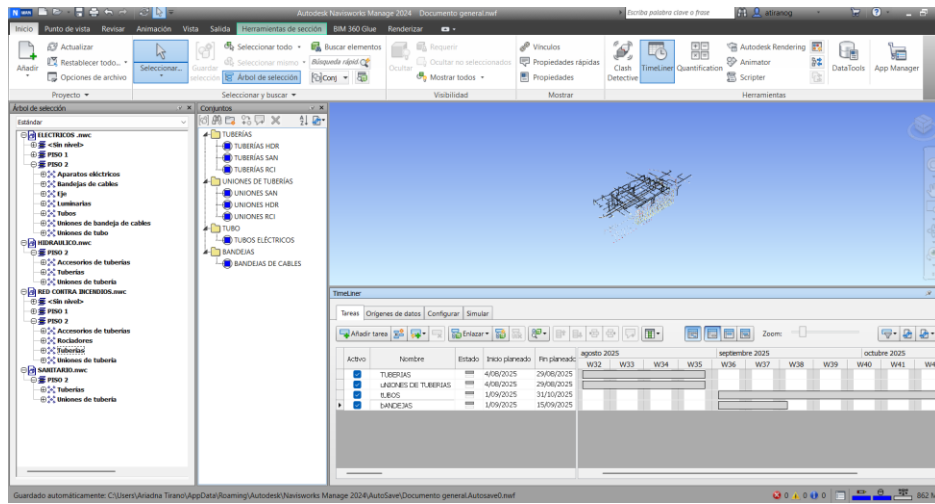 Autodesk Navisworks Manage 2024 Documento general.nwf
Escriba palabra clave o frase
atiranog
Inicio Punto de vista Revisar Animación Vista Salida Herramientas de sección BIM 360 Glue Renderizar
Añadir
Actualizar
Restablecer todo...
Opciones de archivo
Proyecto
Seleccionar...
Guardar selección
Seleccionar todo
Seleccionar mismo
Árbol de selección
Buscar elementos
Búsqueda rápid
Conj
Seleccionar y buscar
Ocultar
Requerir
Ocultar no seleccionados
Mostrar todos
Visibilidad
Vínculos
Propiedades rápidas
Propiedades
Mostrar
Clash Detective
TimeLiner
Quantification
Autodesk Rendering
Animator
Scripter
Herramientas
DataTools
App Manager
Árbol de selección
Estándar
ELECTRICOS .nwc
<Sin nivel>
PISO 1
PISO 2
Aparatos eléctricos
Bandejas de cables
Eje
Luminarias
Tubos
Uniones de bandeja de cables
Uniones de tubo
HIDRAULICO.nwc
PISO 2
Accesorios de tuberías
Tuberías
Uniones de tubería
RED CONTRA INCENDIOS.nwc
<Sin nivel>
PISO 1
PISO 2
Accesorios de tuberías
Rociadores
Tuberías
Uniones de tubería
SANITARIO.nwc
PISO 2
Tuberías
Uniones de tubería
Conjuntos
TUBERÍAS
TUBERÍAS HDR
TUBERÍAS SAN
TUBERÍAS RCI
UNIONES DE TUBERÍAS
UNIONES SAN
UNIONES HDR
UNIONES RCI
TUBO
TUBOS ELÉCTRICOS
BANDEJAS
BANDEJAS DE CABLES
TimeLiner
Tareas Orígenes de datos Configurar Simular
Añadir tarea Enlazar Zoom:
Activo Nombre Estado Inicio planeado Fin planeado
agosto 2025 septiembre 2025 octubre 2025
W32 W33 W34 W35 W36 W37 W38 W39 W40 W41
TUBERIAS 4/08/2025 29/08/2025
uNIONES DE TUBERIAS 4/08/2025 29/08/2025
tUBOS 1/09/2025 31/10/2025
bANDEJAS 1/09/2025 15/09/2025
Guardado automáticamente: C:\Users\Ariadna Tirano\AppData\Roaming\Autodesk\Navisworks Manage 2024\AutoSave\Documento general.Autosave0.nwf
0 0 0
862